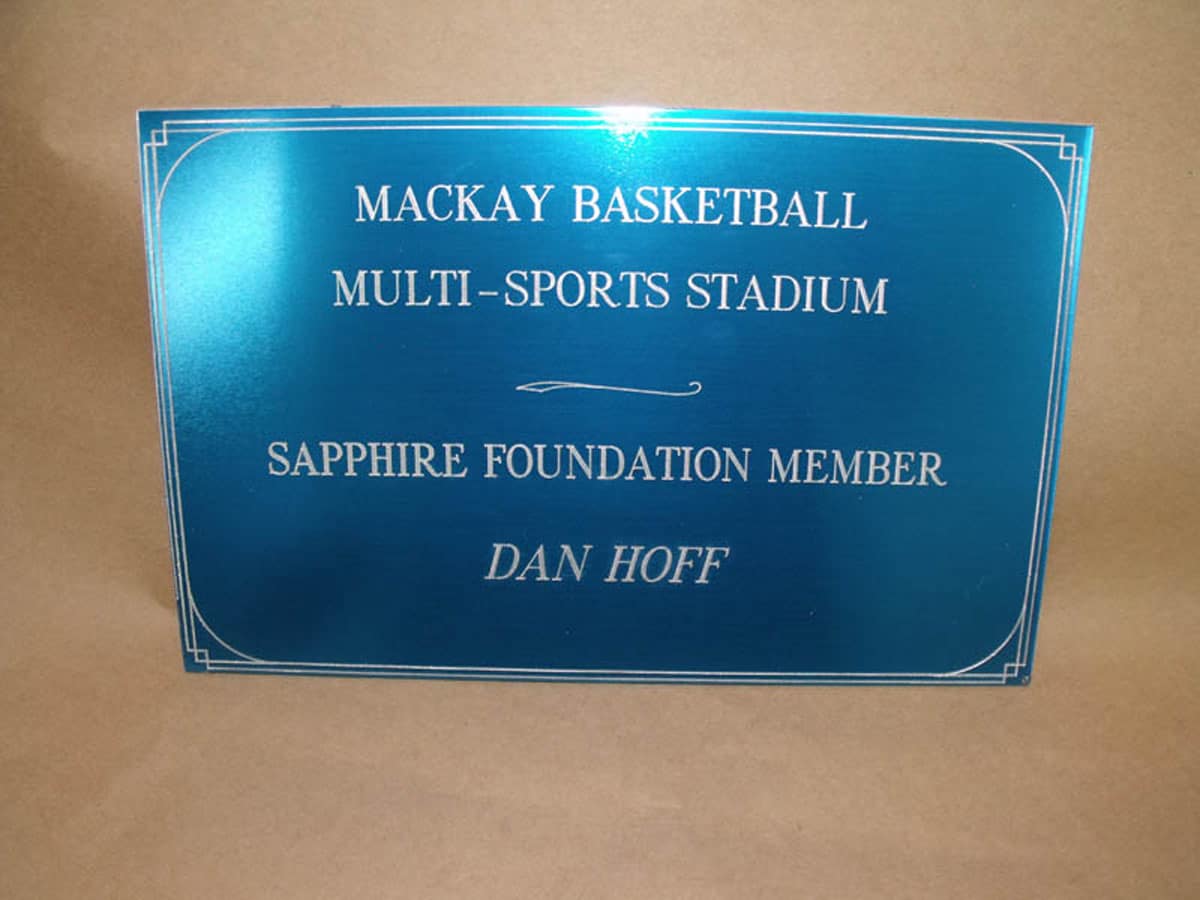 MACKAY BASKETBALL
MULTI-SPORTS STADIUM
SAPPHIRE FOUNDATION MEMBER
DAN HOFF